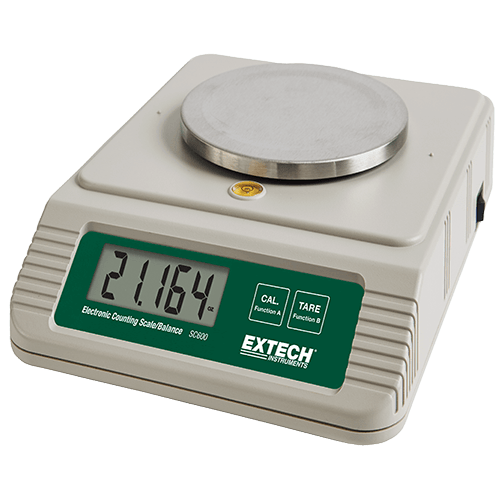 21.164 oz
CAL.
Function A
TARE
Function B
Electronic Counting Scale/Balance SC600
EXTECH
INSTRUMENTS